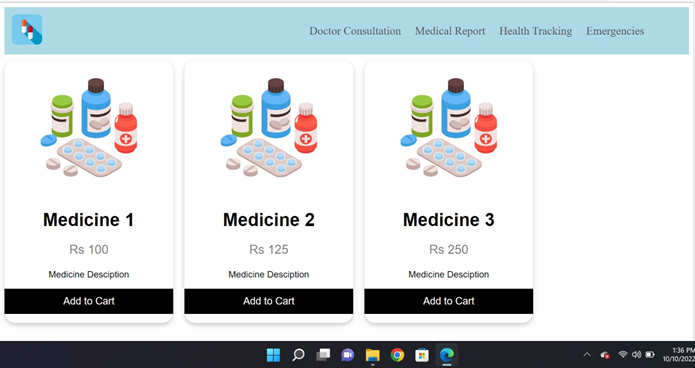 Doctor Consultation Medical Report Health Tracking Emergencies
Medicine 1 Medicine 2 Medicine 3
Rs 100 Rs 125 Rs 250
Medicine Desciption Medicine Desciption Medicine Desciption
Add to Cart Add to Cart Add to Cart
1:36 PM
10/10/2022